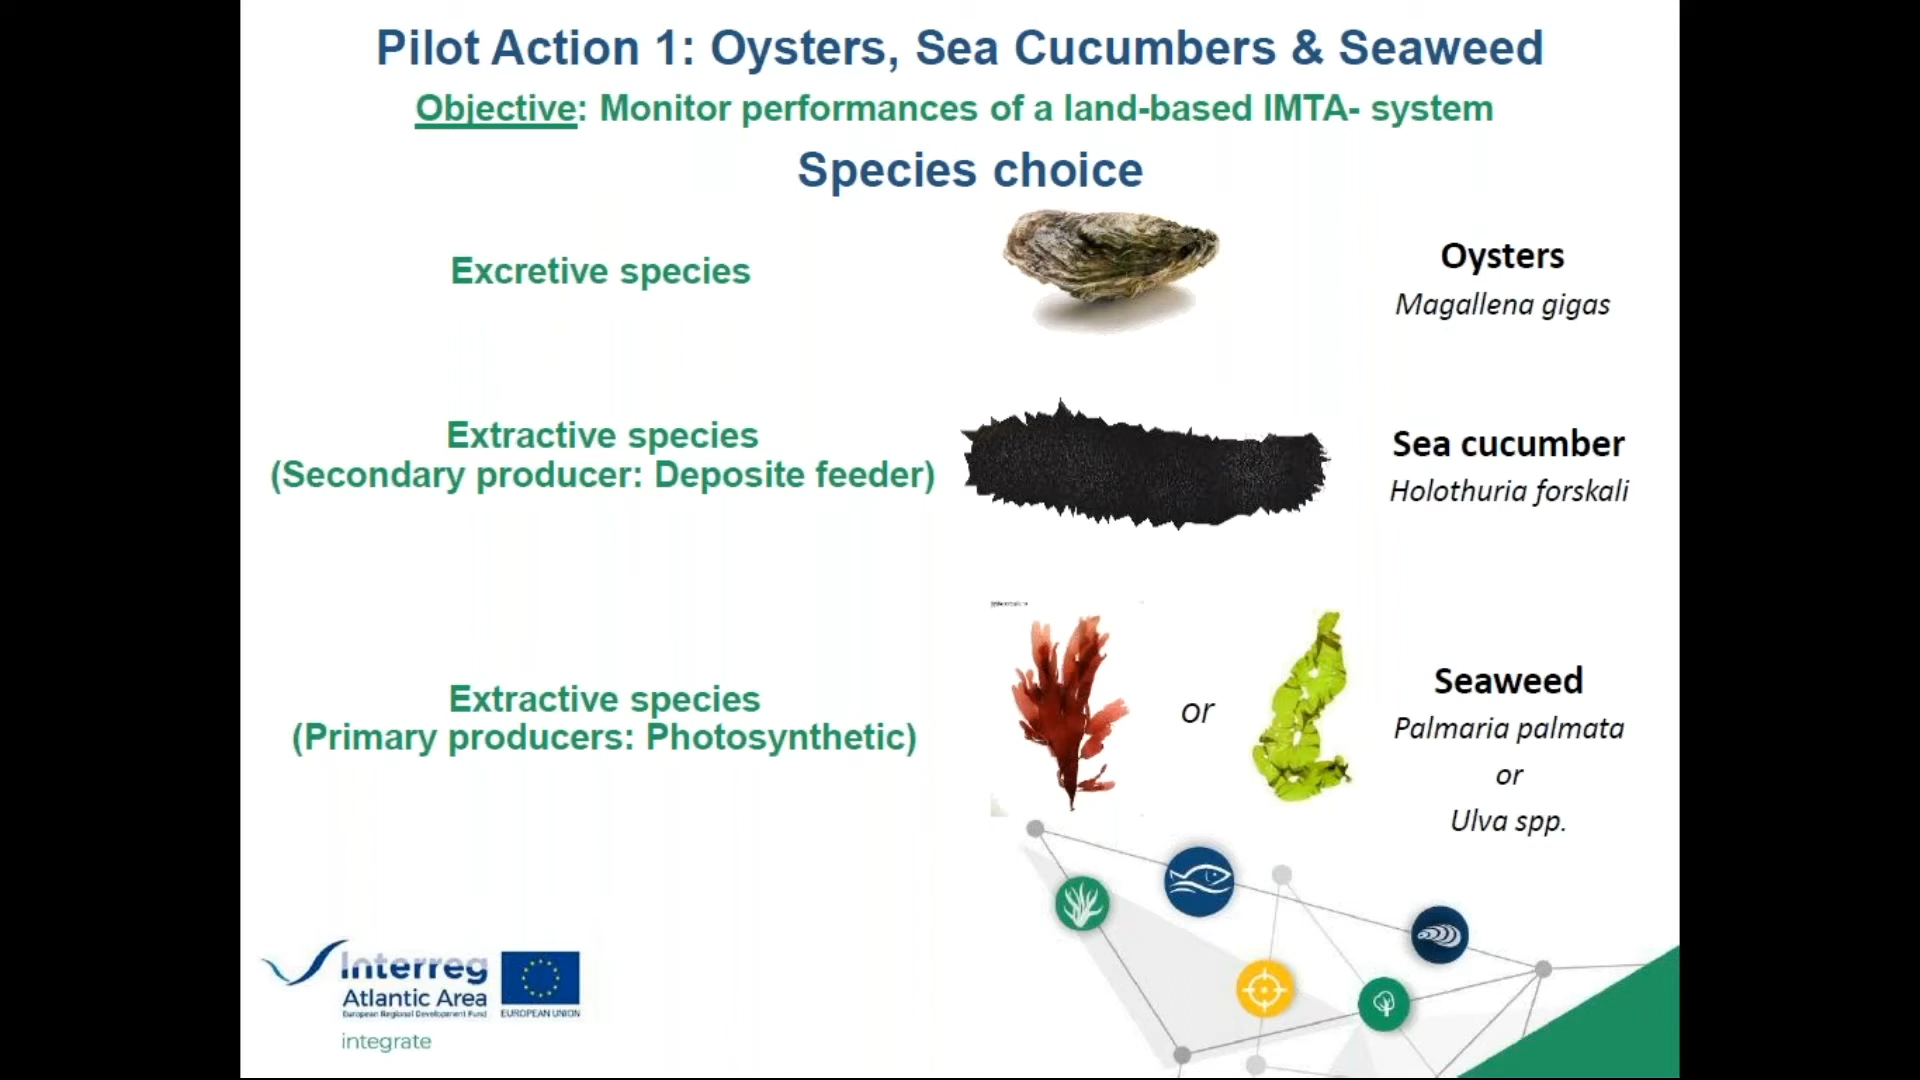 Pilot Action 1: Oysters, Sea Cucumbers & Seaweed
Objective: Monitor performances of a land-based IMTA- system
Species choice
Excretive species
Oysters
Magallena gigas
Extractive species
(Secondary producer: Deposite feeder)
Sea cucumber
Holothuria forskali
Extractive species
(Primary producers: Photosynthetic)
or
Seaweed
Palmaria palmata
or
Ulva spp.
Interreg
Atlantic Area
European Regional Development Fund
EUROPEAN UNION
integrate